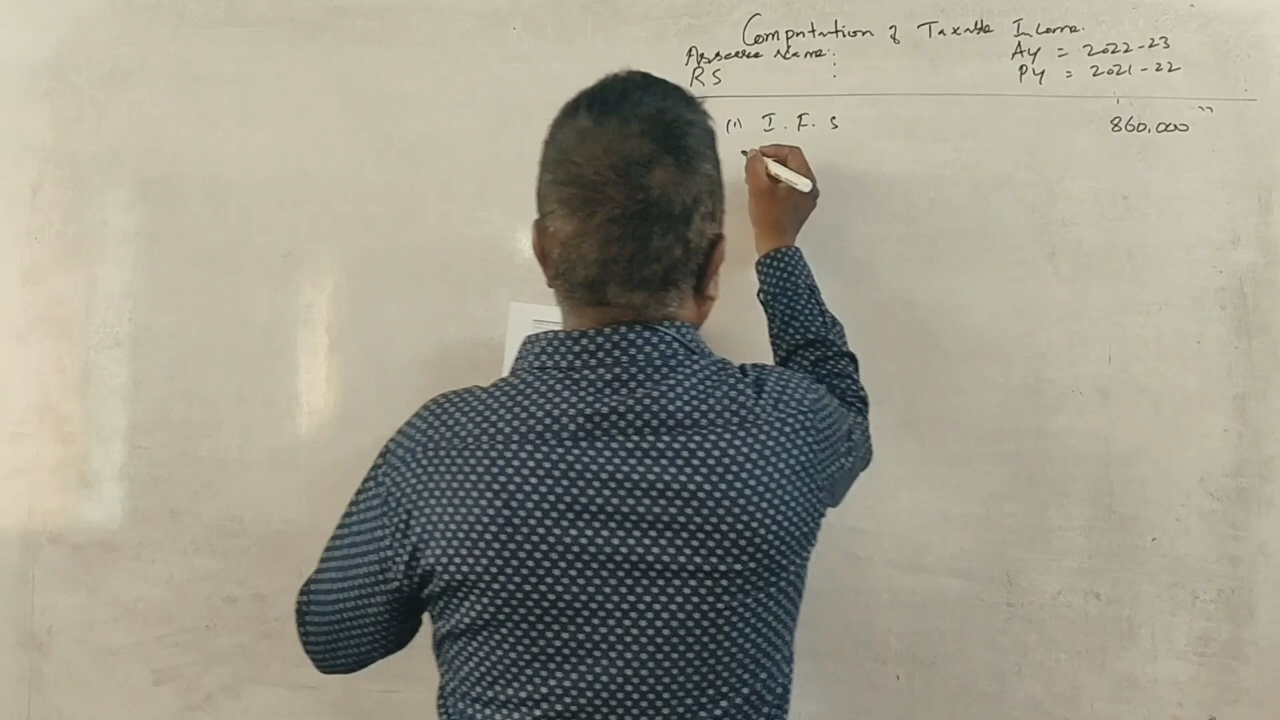 Computation of Taxable Income.
Assessee Name:
AY = 2022-23
RS :
PY = 2021-22
(1) I.F.S 860,000